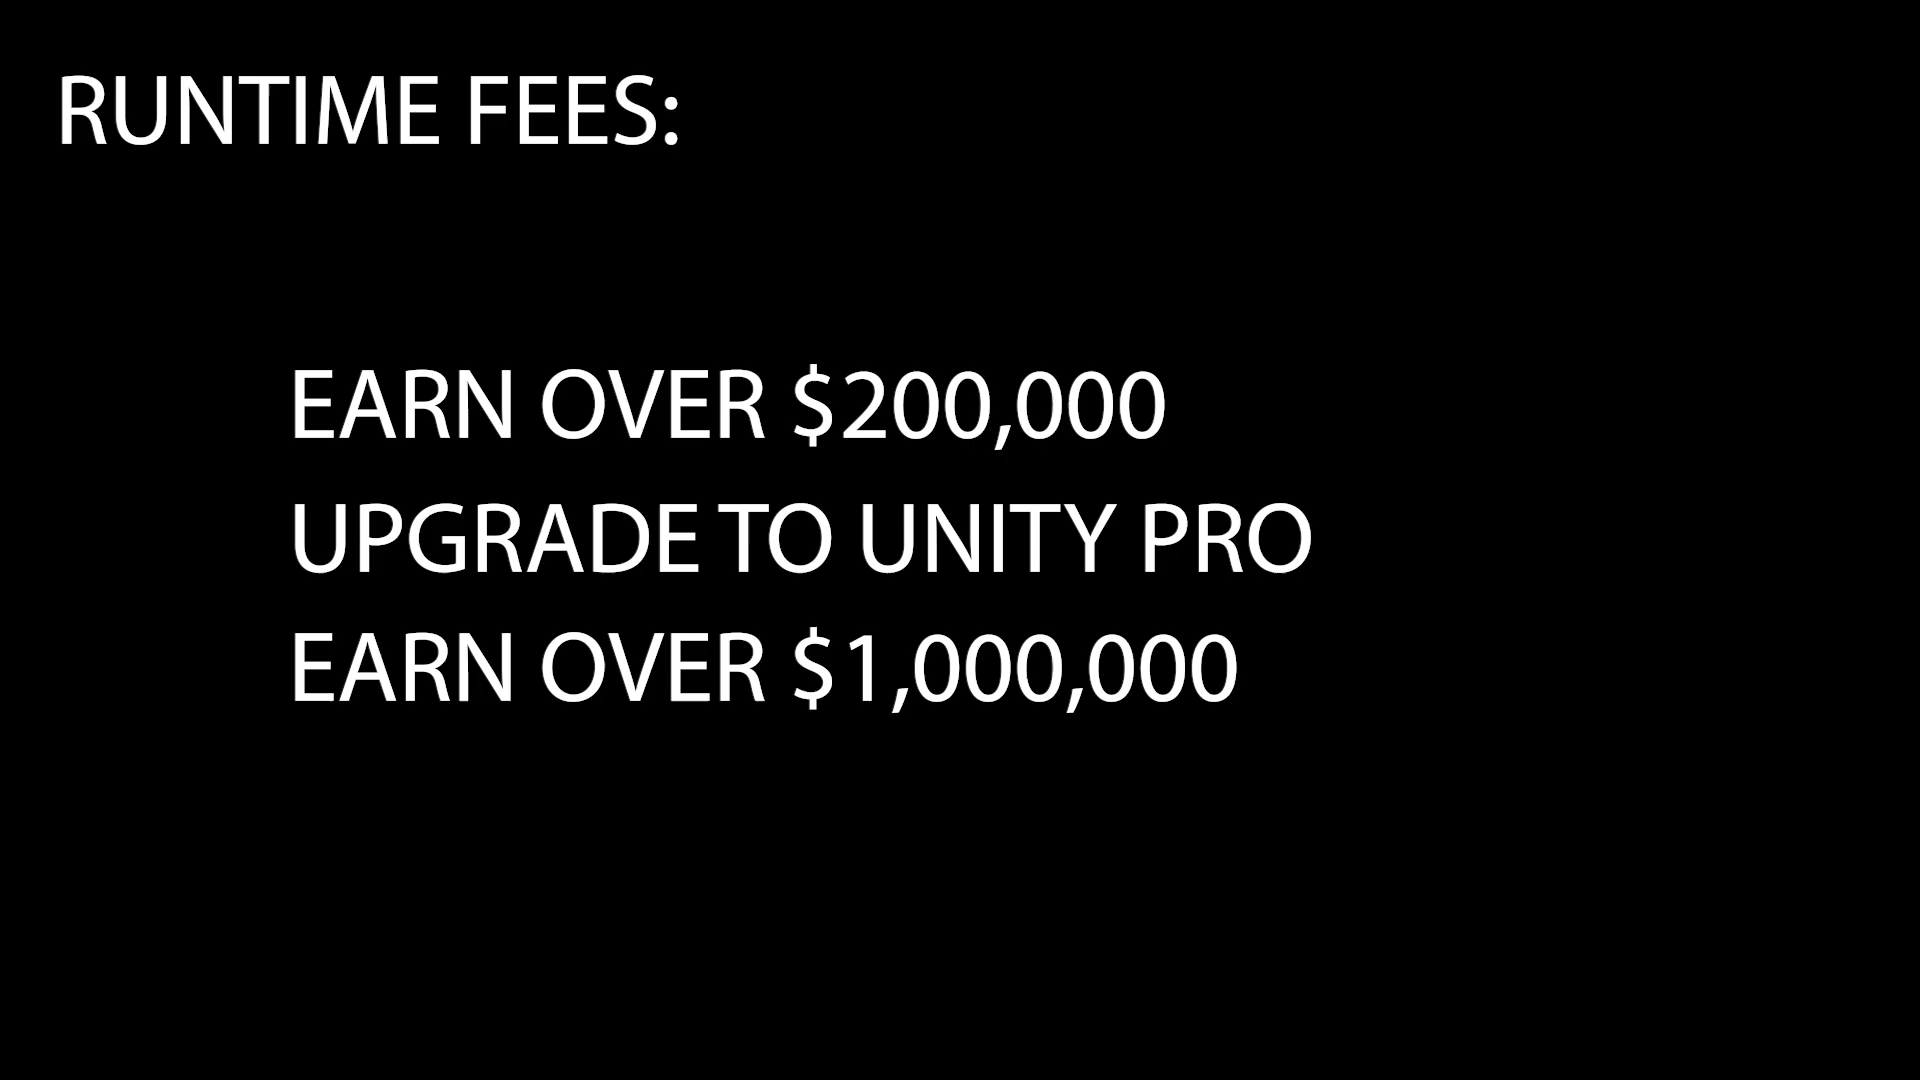 RUNTIME FEES:
EARN OVER $200,000
UPGRADE TO UNITY PRO
EARN OVER $1,000,000